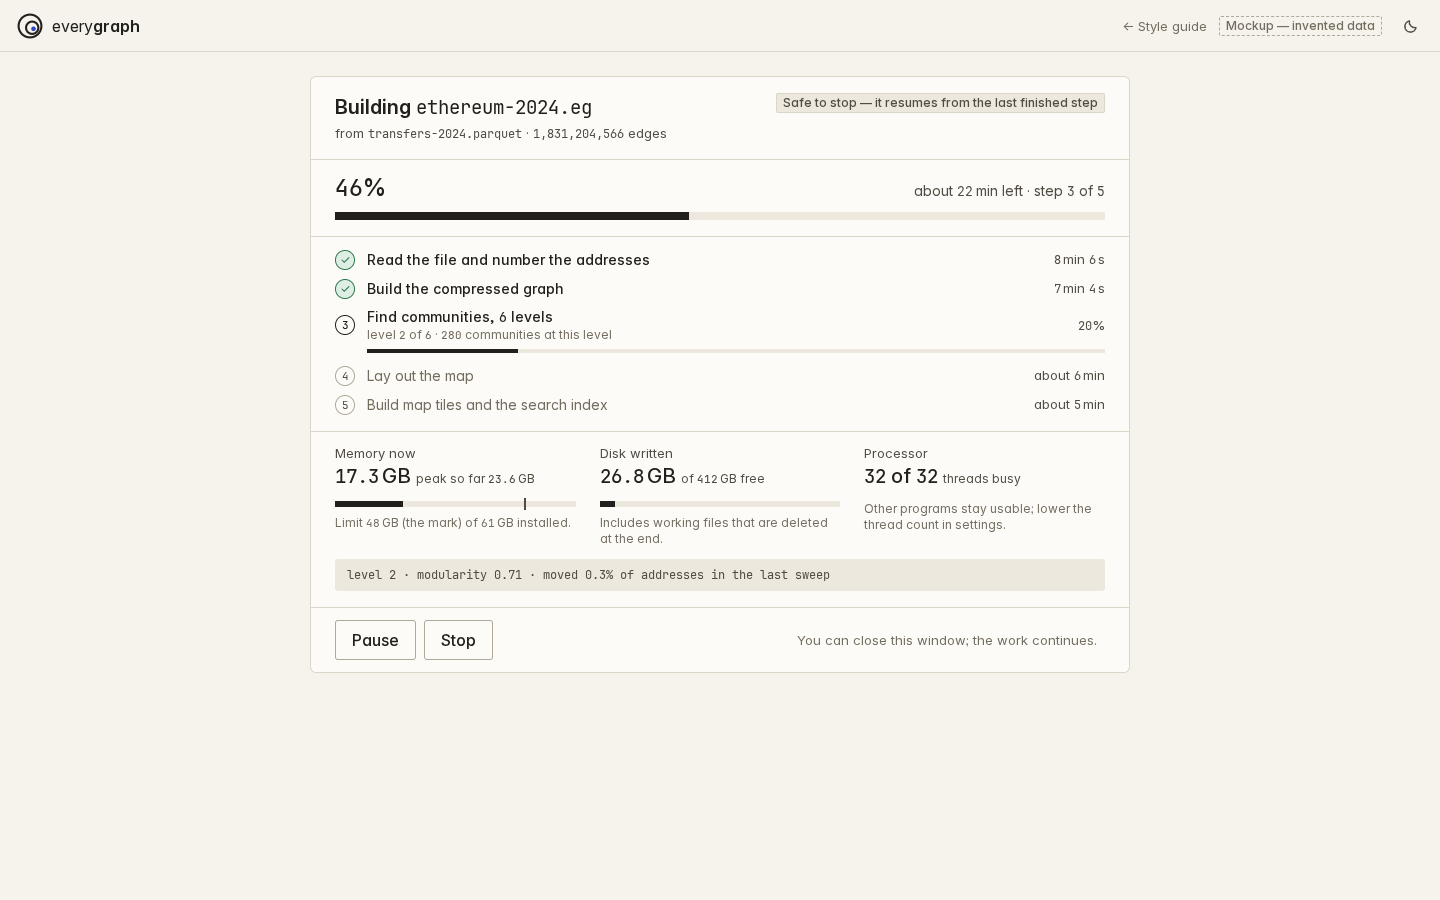 everygraph
← Style guide
Mockup — invented data
Building ethereum-2024.eg
Safe to stop — it resumes from the last finished step
from transfers-2024.parquet · 1,831,204,566 edges
46%
about 22 min left · step 3 of 5
Read the file and number the addresses
8 min 6 s
Build the compressed graph
7 min 4 s
3
Find communities, 6 levels
level 2 of 6 · 280 communities at this level
20%
4
Lay out the map
about 6 min
5
Build map tiles and the search index
about 5 min
Memory now
17.3 GB peak so far 23.6 GB
Limit 48 GB (the mark) of 61 GB installed.
Disk written
26.8 GB of 412 GB free
Includes working files that are deleted
at the end.
Processor
32 of 32 threads busy
Other programs stay usable; lower the
thread count in settings.
level 2 · modularity 0.71 · moved 0.3% of addresses in the last sweep
Pause
Stop
You can close this window; the work continues.